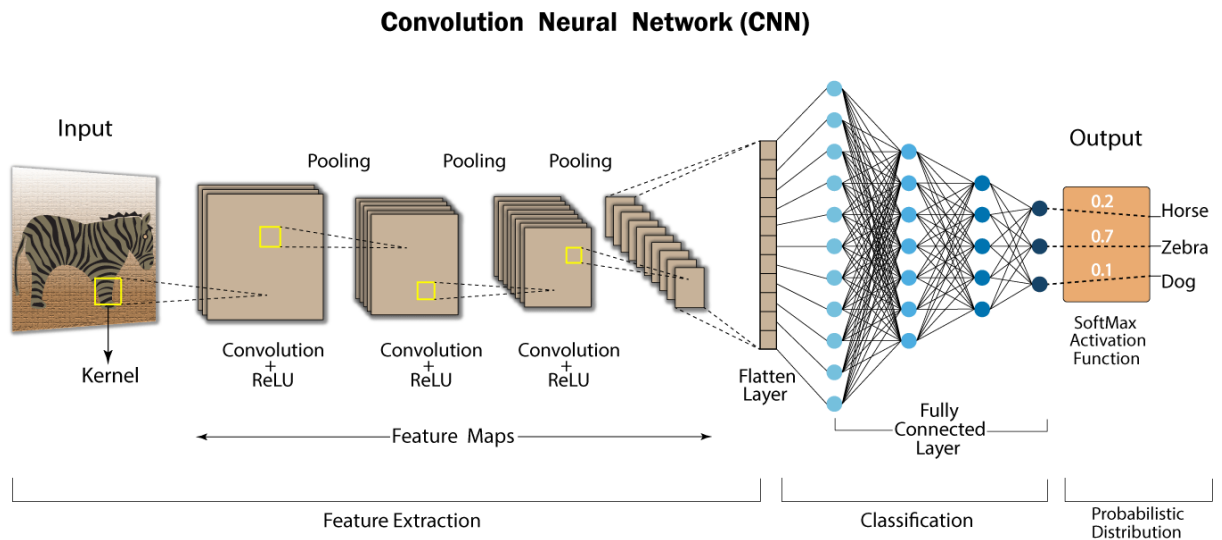 Convolution Neural Network (CNN)
Input
Pooling
Pooling
Pooling
Output
0.2
Horse
0.7
Zebra
0.1
Dog
SoftMax
Activation
Function
Kernel
Convolution
+
ReLU
Convolution
+
ReLU
Convolution
+
ReLU
Flatten
Layer
Feature Maps
Fully
Connected
Layer
Feature Extraction
Classification
Probabilistic
Distribution